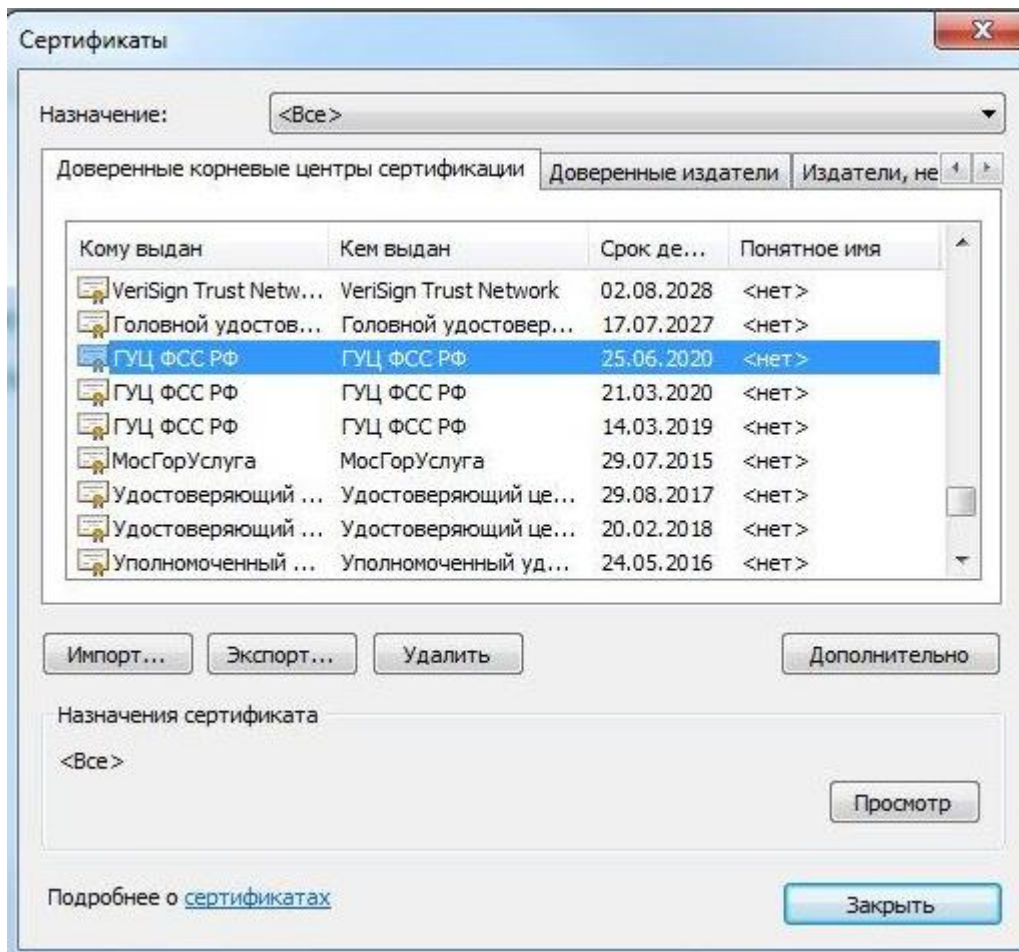 Сертификаты
Назначение: <Все>
Доверенные корневые центры сертификации Доверенные издатели Издатели, не
Кому выдан Кем выдан Срок де... Понятное имя
VeriSign Trust Netw... VeriSign Trust Network 02.08.2028 <нет>
Головной удостов... Головной удостовер... 17.07.2027 <нет>
ГУЦ ФСС РФ ГУЦ ФСС РФ 25.06.2020 <нет>
ГУЦ ФСС РФ ГУЦ ФСС РФ 21.03.2020 <нет>
ГУЦ ФСС РФ ГУЦ ФСС РФ 14.03.2019 <нет>
МосГорУслуга МосГорУслуга 29.07.2015 <нет>
Удостоверяющий ... Удостоверяющий це... 29.08.2017 <нет>
Удостоверяющий ... Удостоверяющий це... 20.02.2018 <нет>
Уполномоченный ... Уполномоченный уд... 24.05.2016 <нет>
Импорт... Экспорт... Удалить Дополнительно
Назначения сертификата
<Все>
Просмотр
Подробнее о сертификатах
Закрыть